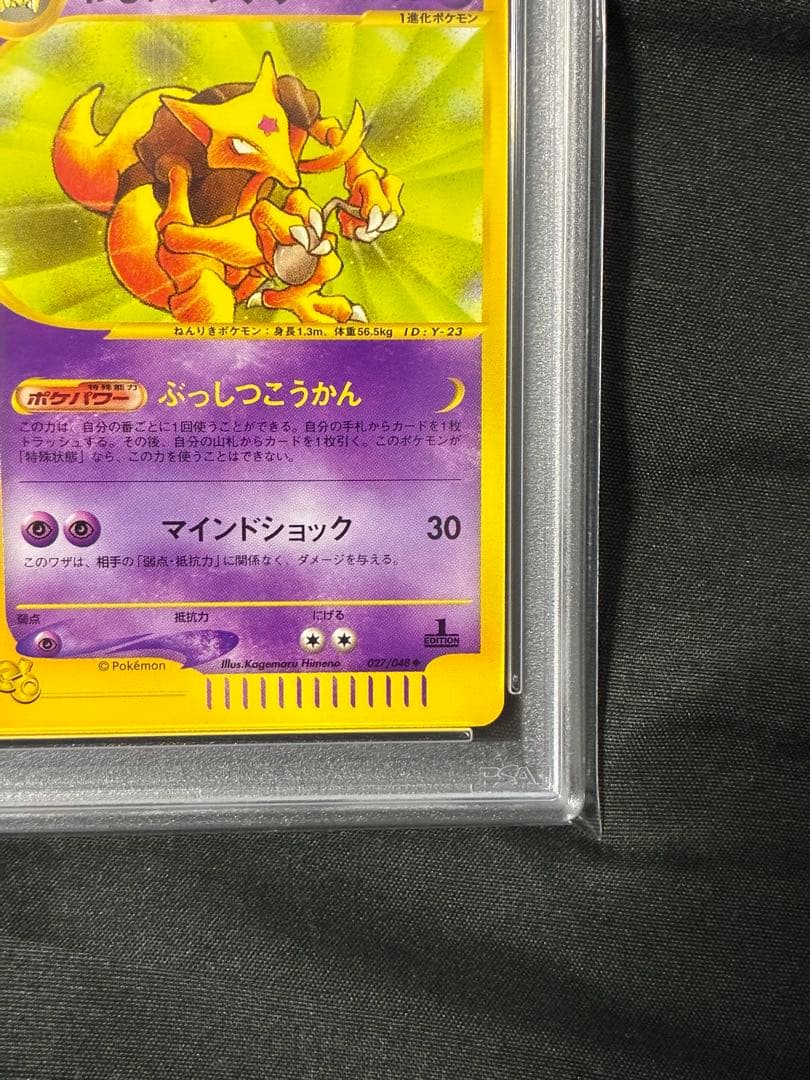 1進化ポケモン
ねんりきポケモン：身長1.3m、体重56.5kg ID：Y-23
特殊能力
ポケパワー ぶっしつこうかん
この力は、自分の番ごとに1回使うことができる。自分の手札からカードを1枚
トラッシュする。その後、自分の山札からカードを1枚引く。このポケモンが
「特殊状態」なら、この力を使うことはできない。
マインドショック 30
このワザは、相手の「弱点・抵抗力」に関係なく、ダメージを与える。
弱点 抵抗力 にげる
1
EDITION
©Pokémon Illus.Kagemaru Himeno 027/048
PSA